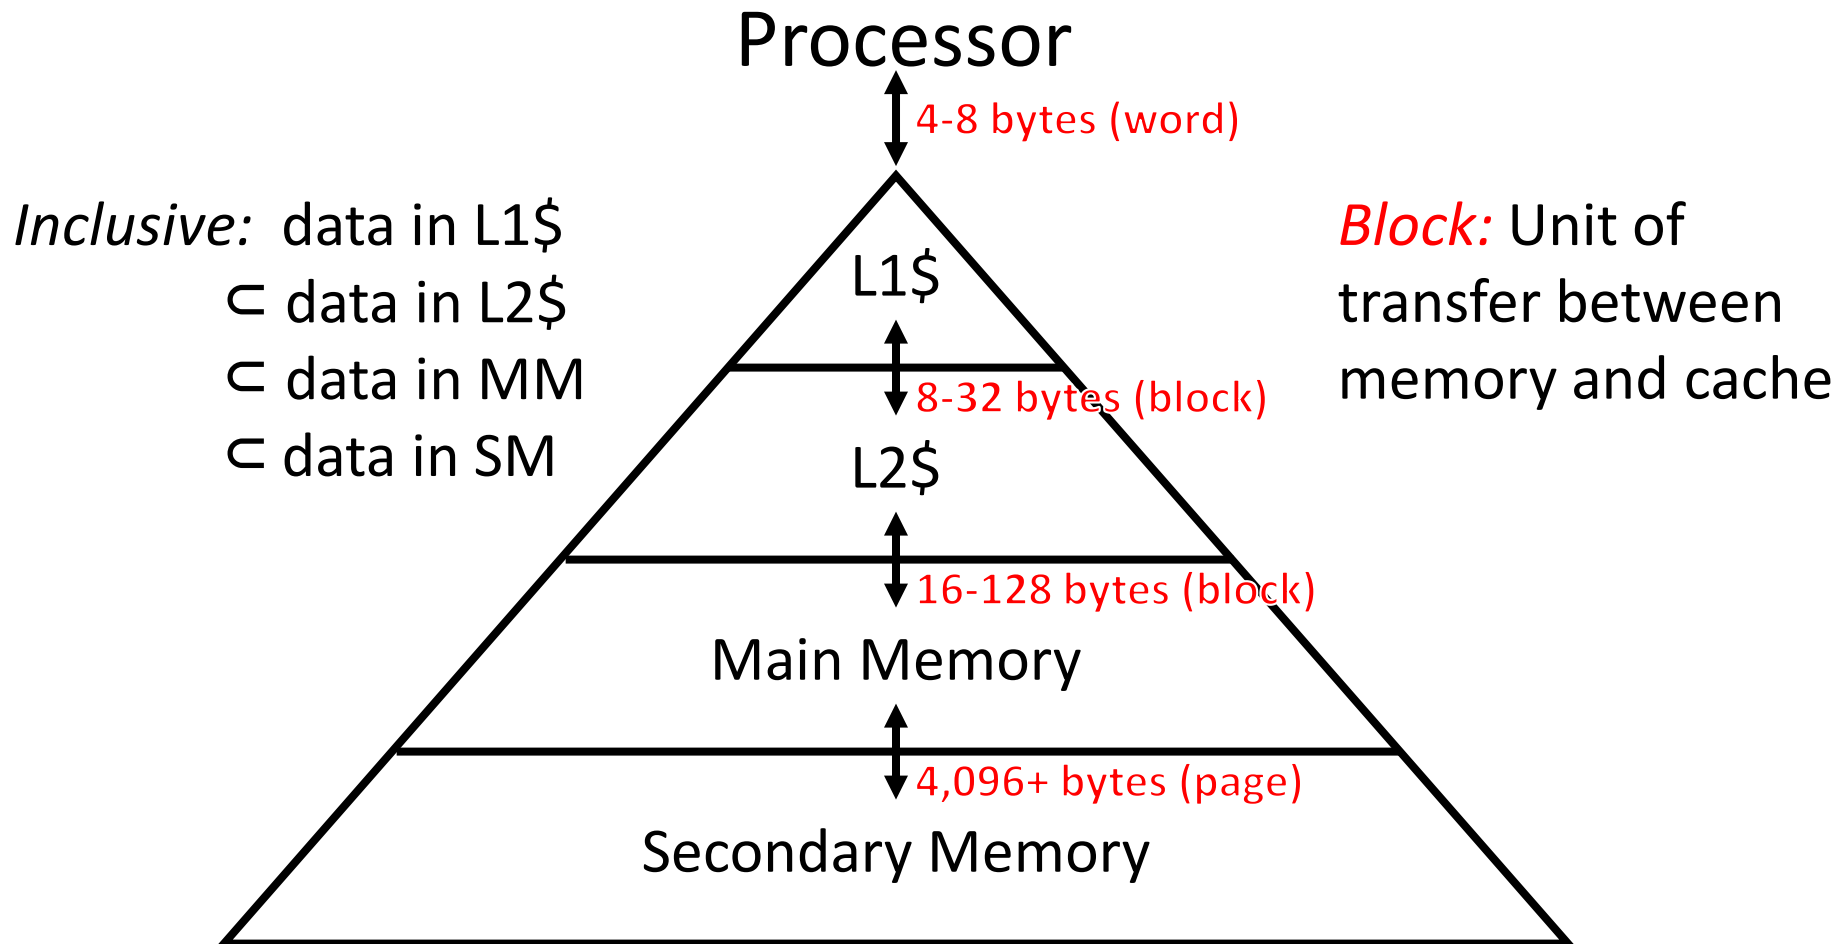 Processor
4-8 bytes (word)
Inclusive: data in L1$
⊂ data in L2$
⊂ data in MM
⊂ data in SM
Block: Unit of
transfer between
memory and cache
L1$
8-32 bytes (block)
L2$
16-128 bytes (block)
Main Memory
4,096+ bytes (page)
Secondary Memory